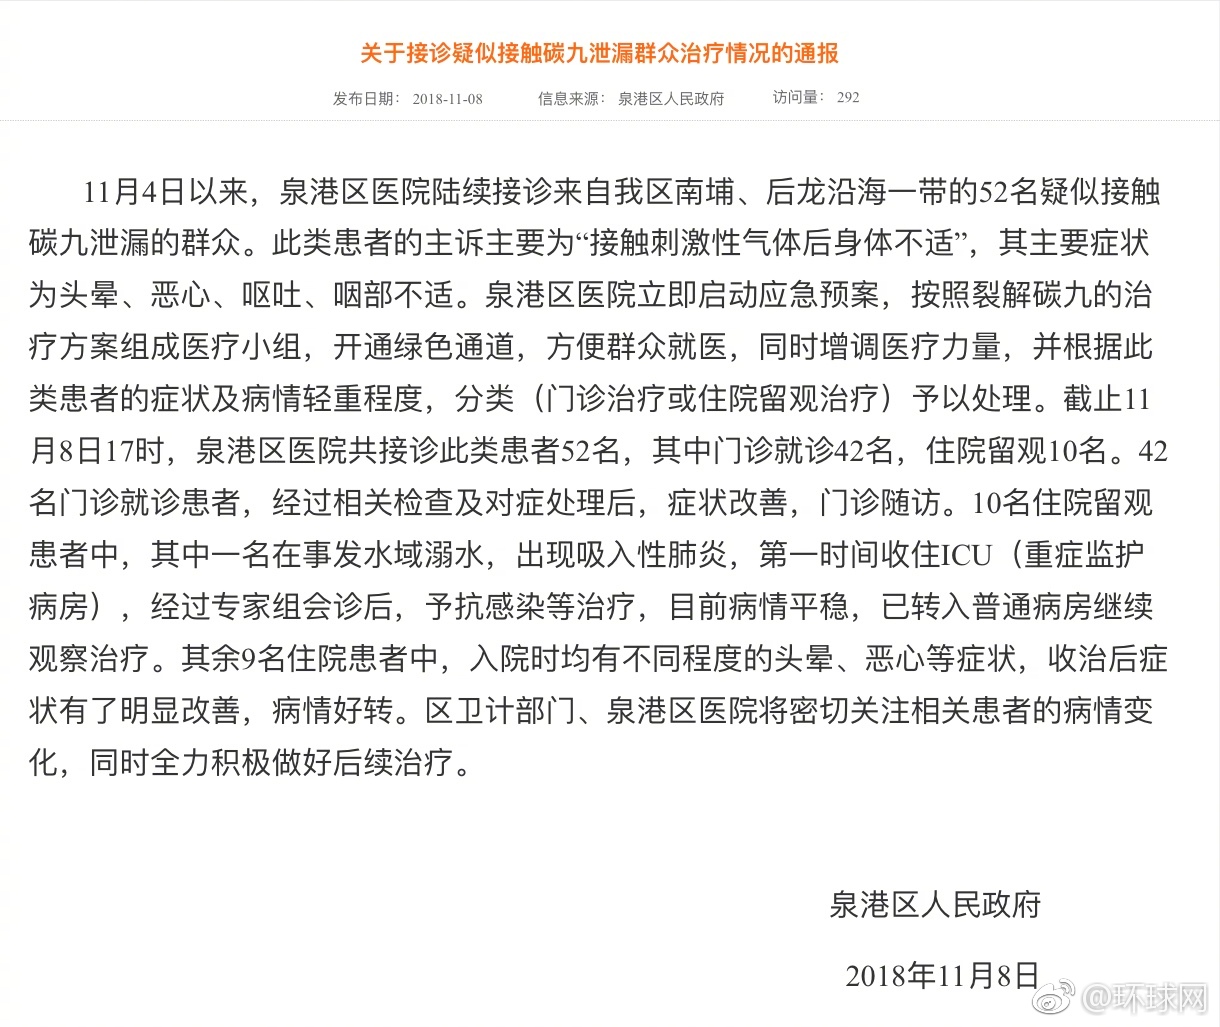 关于接诊疑似接触碳九泄漏群众治疗情况的通报
发布日期： 2018-11-08 信息来源： 泉港区人民政府 访问量： 292
11月4日以来，泉港区医院陆续接诊来自我区南埔、后龙沿海一带的52名疑似接触
碳九泄漏的群众。此类患者的主诉主要为“接触刺激性气体后身体不适”，其主要症状
为头晕、恶心、呕吐、咽部不适。泉港区医院立即启动应急预案，按照裂解碳九的治
疗方案组成医疗小组，开通绿色通道，方便群众就医，同时增调医疗力量，并根据此
类患者的症状及病情轻重程度，分类（门诊治疗或住院留观治疗）予以处理。截止11
月8日17时，泉港区医院共接诊此类患者52名，其中门诊就诊42名，住院留观10名。42
名门诊就诊患者，经过相关检查及对症处理后，症状改善，门诊随访。10名住院留观
患者中，其中一名在事发水域溺水，出现吸入性肺炎，第一时间收住ICU（重症监护
病房），经过专家组会诊后，予抗感染等治疗，目前病情平稳，已转入普通病房继续
观察治疗。其余9名住院患者中，入院时均有不同程度的头晕、恶心等症状，收治后症
状有了明显改善，病情好转。区卫计部门、泉港区医院将密切关注相关患者的病情变
化，同时全力积极做好后续治疗。
泉港区人民政府
2018年11月8日
@环球网